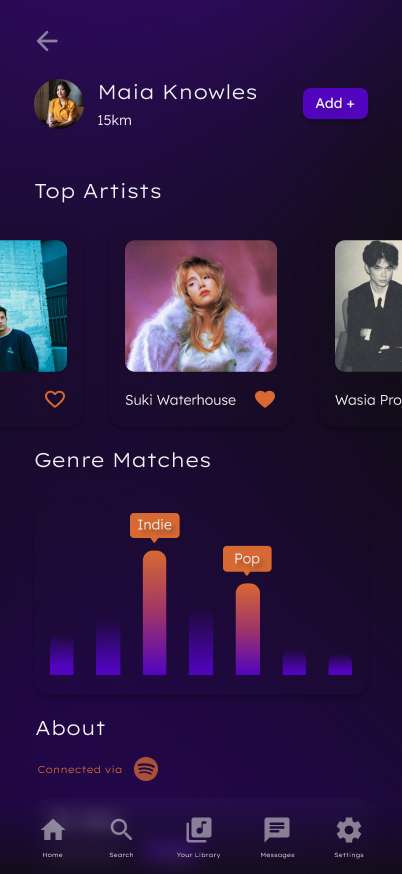 Maia Knowles
15km
Add +
Top Artists
Suki Waterhouse
Wasia Pro
Genre Matches
Indie
Pop
About
Connected via
Home
Search
Your Library
Messages
Settings